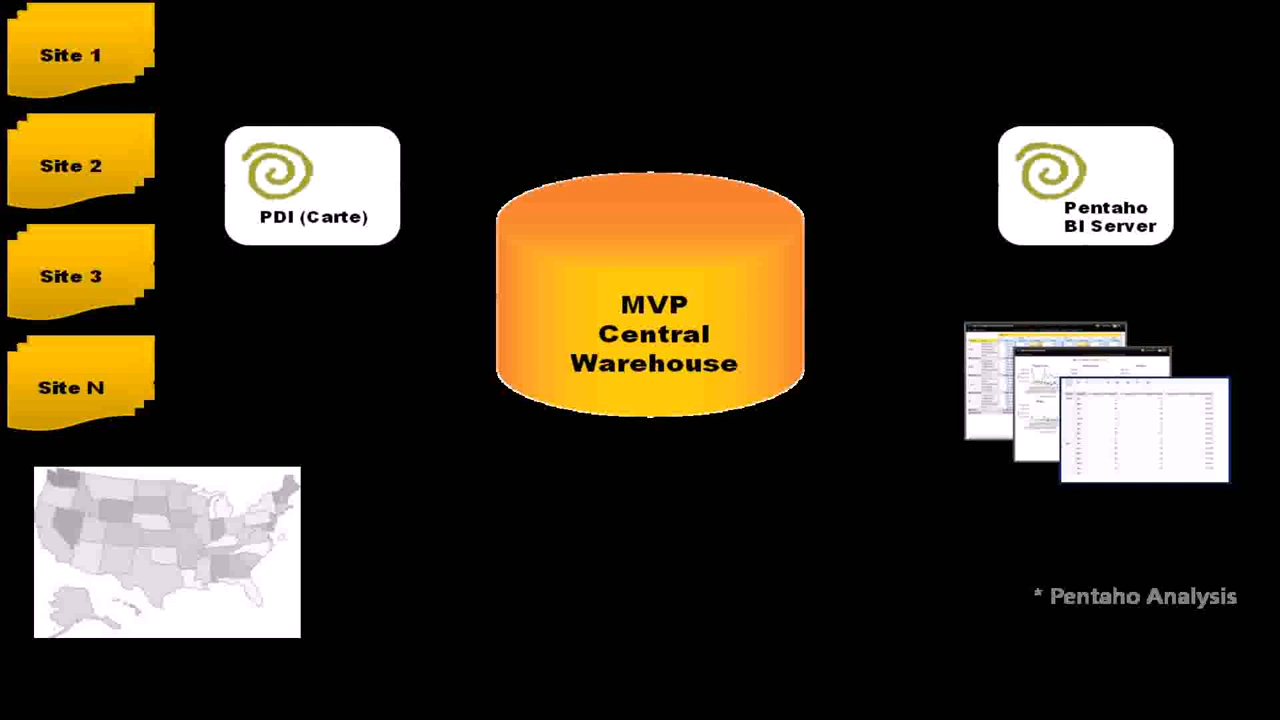 Site 1
Site 2
Site 3
Site N
PDI (Carte)
MVP
Central
Warehouse
Pentaho
BI Server
* Pentaho Analysis